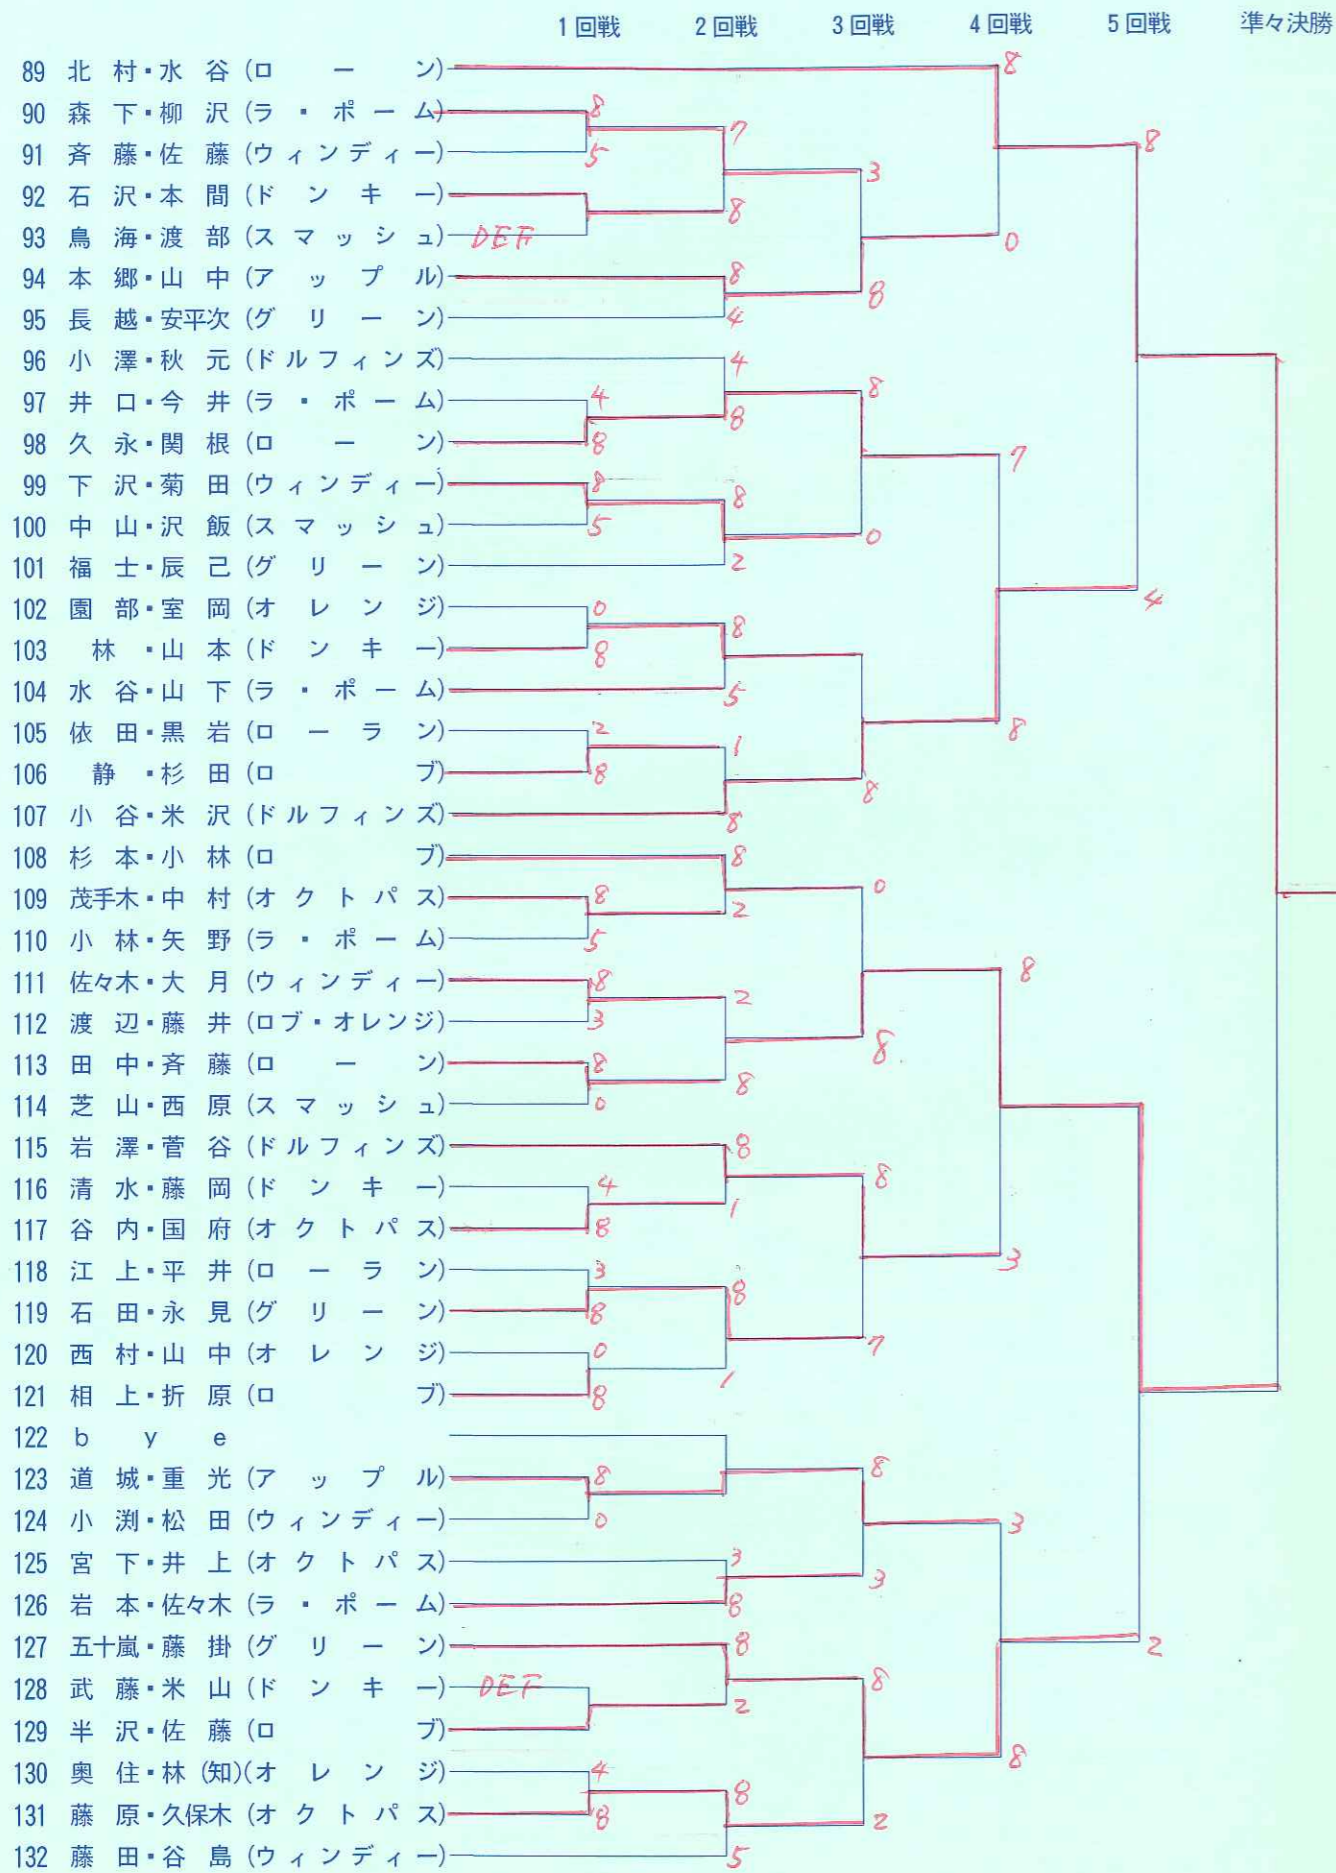 1回戦 2回戦 3回戦 4回戦 5回戦 準々決勝
89 北村・水谷(ローン) 8
90 森下・柳沢(ラ・ポーム) 8 7 8
91 斉藤・佐藤(ウィンディー) 5 3
92 石沢・本間(ドンキー) 8
93 鳥海・渡部(スマッシュ) DEF 0
94 本郷・山中(アップル) 8 8
95 長越・安平次(グリーン) 4
96 小澤・秋元(ドルフィンズ) 4
97 井口・今井(ラ・ポーム) 4 8 8
98 久永・関根(ローン) 8 7
99 下沢・菊田(ウィンディー) 8 8
100 中山・沢飯(スマッシュ) 5 0
101 福士・辰己(グリーン) 2
102 園部・室岡(オレンジ) 0 8 4
103 林・山本(ドンキー) 8
104 水谷・山下(ラ・ポーム) 5
105 依田・黒岩(ローラン) 2 1 8
106 静・杉田(ロブ) 8 8
107 小谷・米沢(ドルフィンズ) 8
108 杉本・小林(ロブ) 8 0
109 茂手木・中村(オクトパス) 8 2
110 小林・矢野(ラ・ポーム) 5
111 佐々木・大月(ウィンディー) 8 2 8
112 渡辺・藤井(ロブ・オレンジ) 3
113 田中・斉藤(ローン) 8 8 8
114 芝山・西原(スマッシュ) 0
115 岩澤・菅谷(ドルフィンズ) 8
116 清水・藤岡(ドンキー) 4 1 8
117 谷内・国府(オクトパス) 8
118 江上・平井(ローラン) 3 8 3
119 石田・永見(グリーン) 8
120 西村・山中(オレンジ) 0 1 7
121 相上・折原(ロブ) 8
122 bye
123 道城・重光(アップル) 8 8
124 小渕・松田(ウィンディー) 0 3
125 宮下・井上(オクトパス) 3 3
126 岩本・佐々木(ラ・ポーム) 8
127 五十嵐・藤掛(グリーン) 8 2
128 武藤・米山(ドンキー) DEF 2 8
129 半沢・佐藤(ロブ)
130 奥住・林(知)(オレンジ) 4 8 8
131 藤原・久保木(オクトパス) 8 2
132 藤田・谷島(ウィンディー) 5